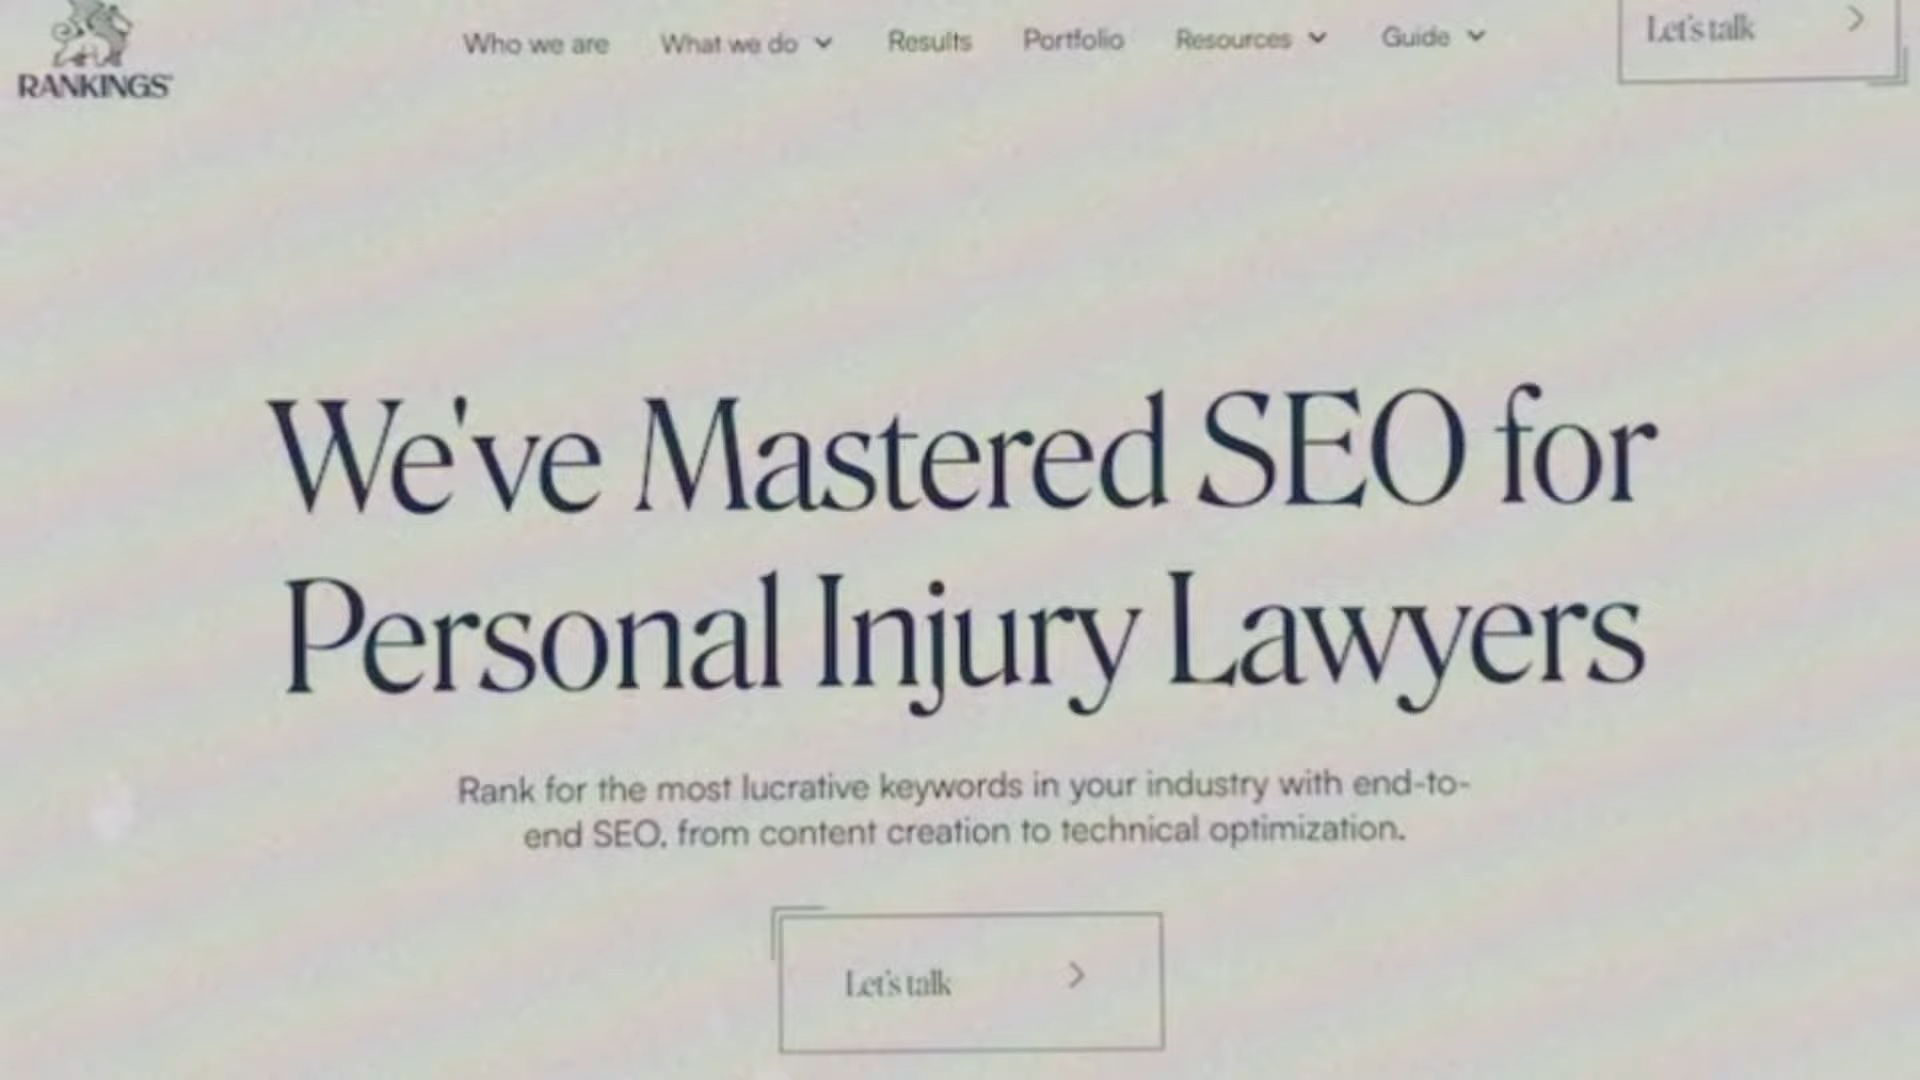 RANKINGS
Who we are What we do Results Portfolio Resources Guide Let's talk
We've Mastered SEO for
Personal Injury Lawyers
Rank for the most lucrative keywords in your industry with end-to-
end SEO, from content creation to technical optimization.
Let's talk